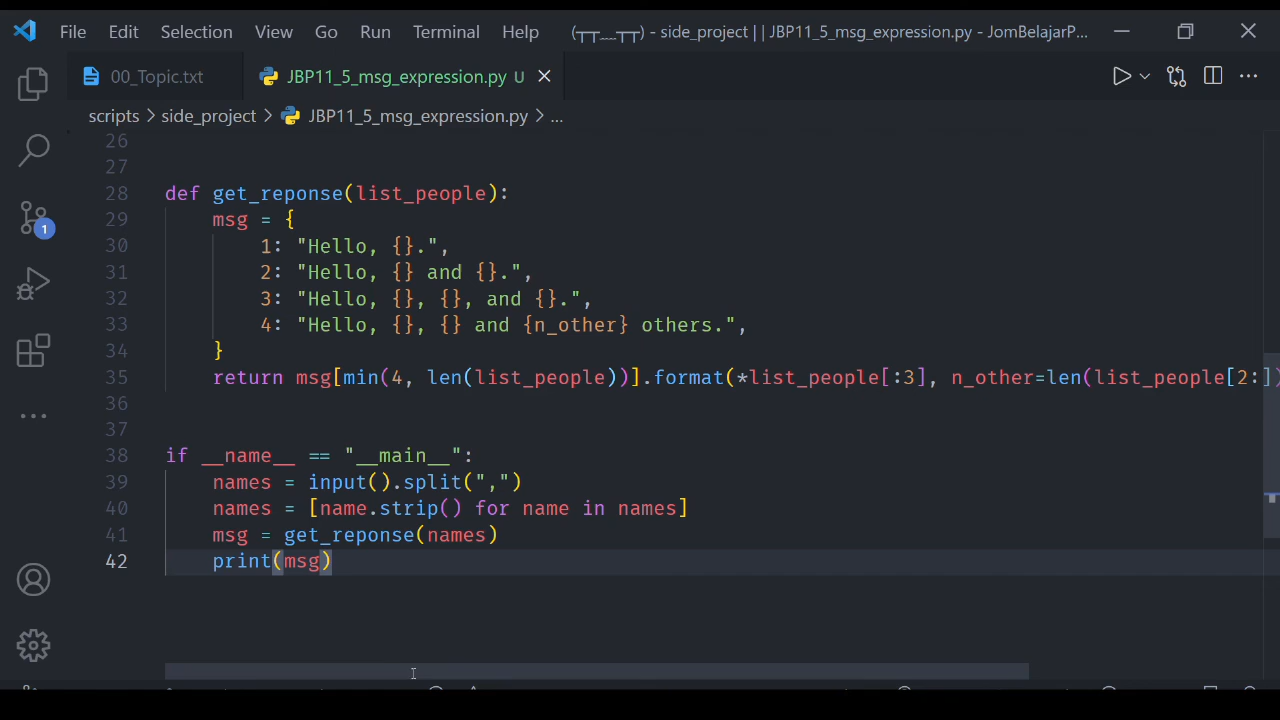 File Edit Selection View Go Run Terminal Help (┬┬﹏┬┬) - side_project || JBP11_5_msg_expression.py - JomBelajarP...
00_Topic.txt JBP11_5_msg_expression.py U
scripts > side_project > JBP11_5_msg_expression.py > ...
26
27
28 def get_reponse(list_people):
29     msg = {
30         1: "Hello, {}.",
31         2: "Hello, {} and {}.",
32         3: "Hello, {}, {}, and {}.",
33         4: "Hello, {}, {} and {n_other} others.",
34     }
35     return msg[min(4, len(list_people))].format(*list_people[:3], n_other=len(list_people[2:])
36
37
38 if __name__ == "__main__":
39     names = input().split(",")
40     names = [name.strip() for name in names]
41     msg = get_reponse(names)
42     print(msg)
1